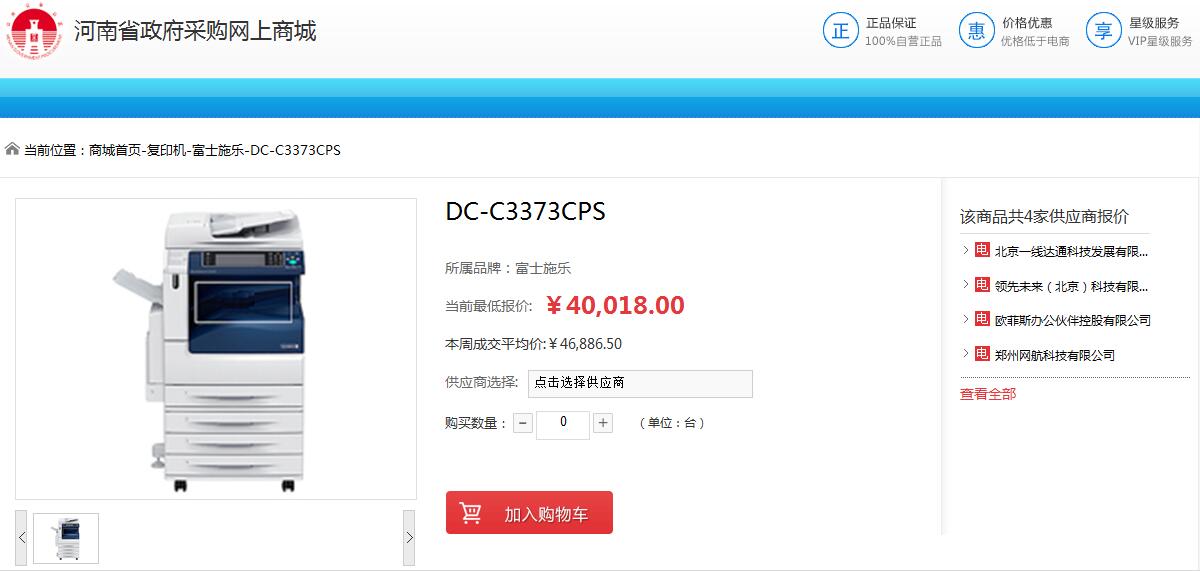 河南省政府采购网上商城
正
正品保证
100%自营正品
惠
价格优惠
优格低于电商
享
星级服务
VIP星级服务
当前位置：商城首页-复印机-富士施乐-DC-C3373CPS
DC-C3373CPS
所属品牌：富士施乐
当前最低报价: ￥40,018.00
本周成交平均价:￥46,886.50
供应商选择: 点击选择供应商
购买数量： - 0 + （单位：台）
加入购物车
该商品共4家供应商报价
电 北京一线达通科技发展有限...
电 领先未来（北京）科技有限...
电 欧菲斯办公伙伴控股有限公司
电 郑州网航科技有限公司
查看全部